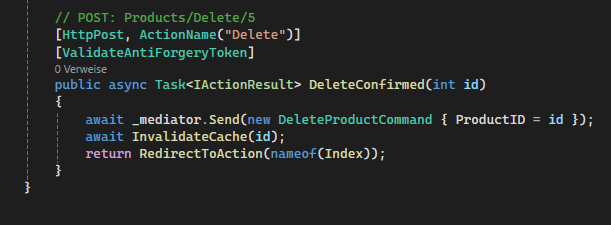 // POST: Products/Delete/5
[HttpPost, ActionName("Delete")]
[ValidateAntiForgeryToken]
0 Verweise
public async Task<IActionResult> DeleteConfirmed(int id)
{
await _mediator.Send(new DeleteProductCommand { ProductID = id });
await InvalidateCache(id);
return RedirectToAction(nameof(Index));
}
}